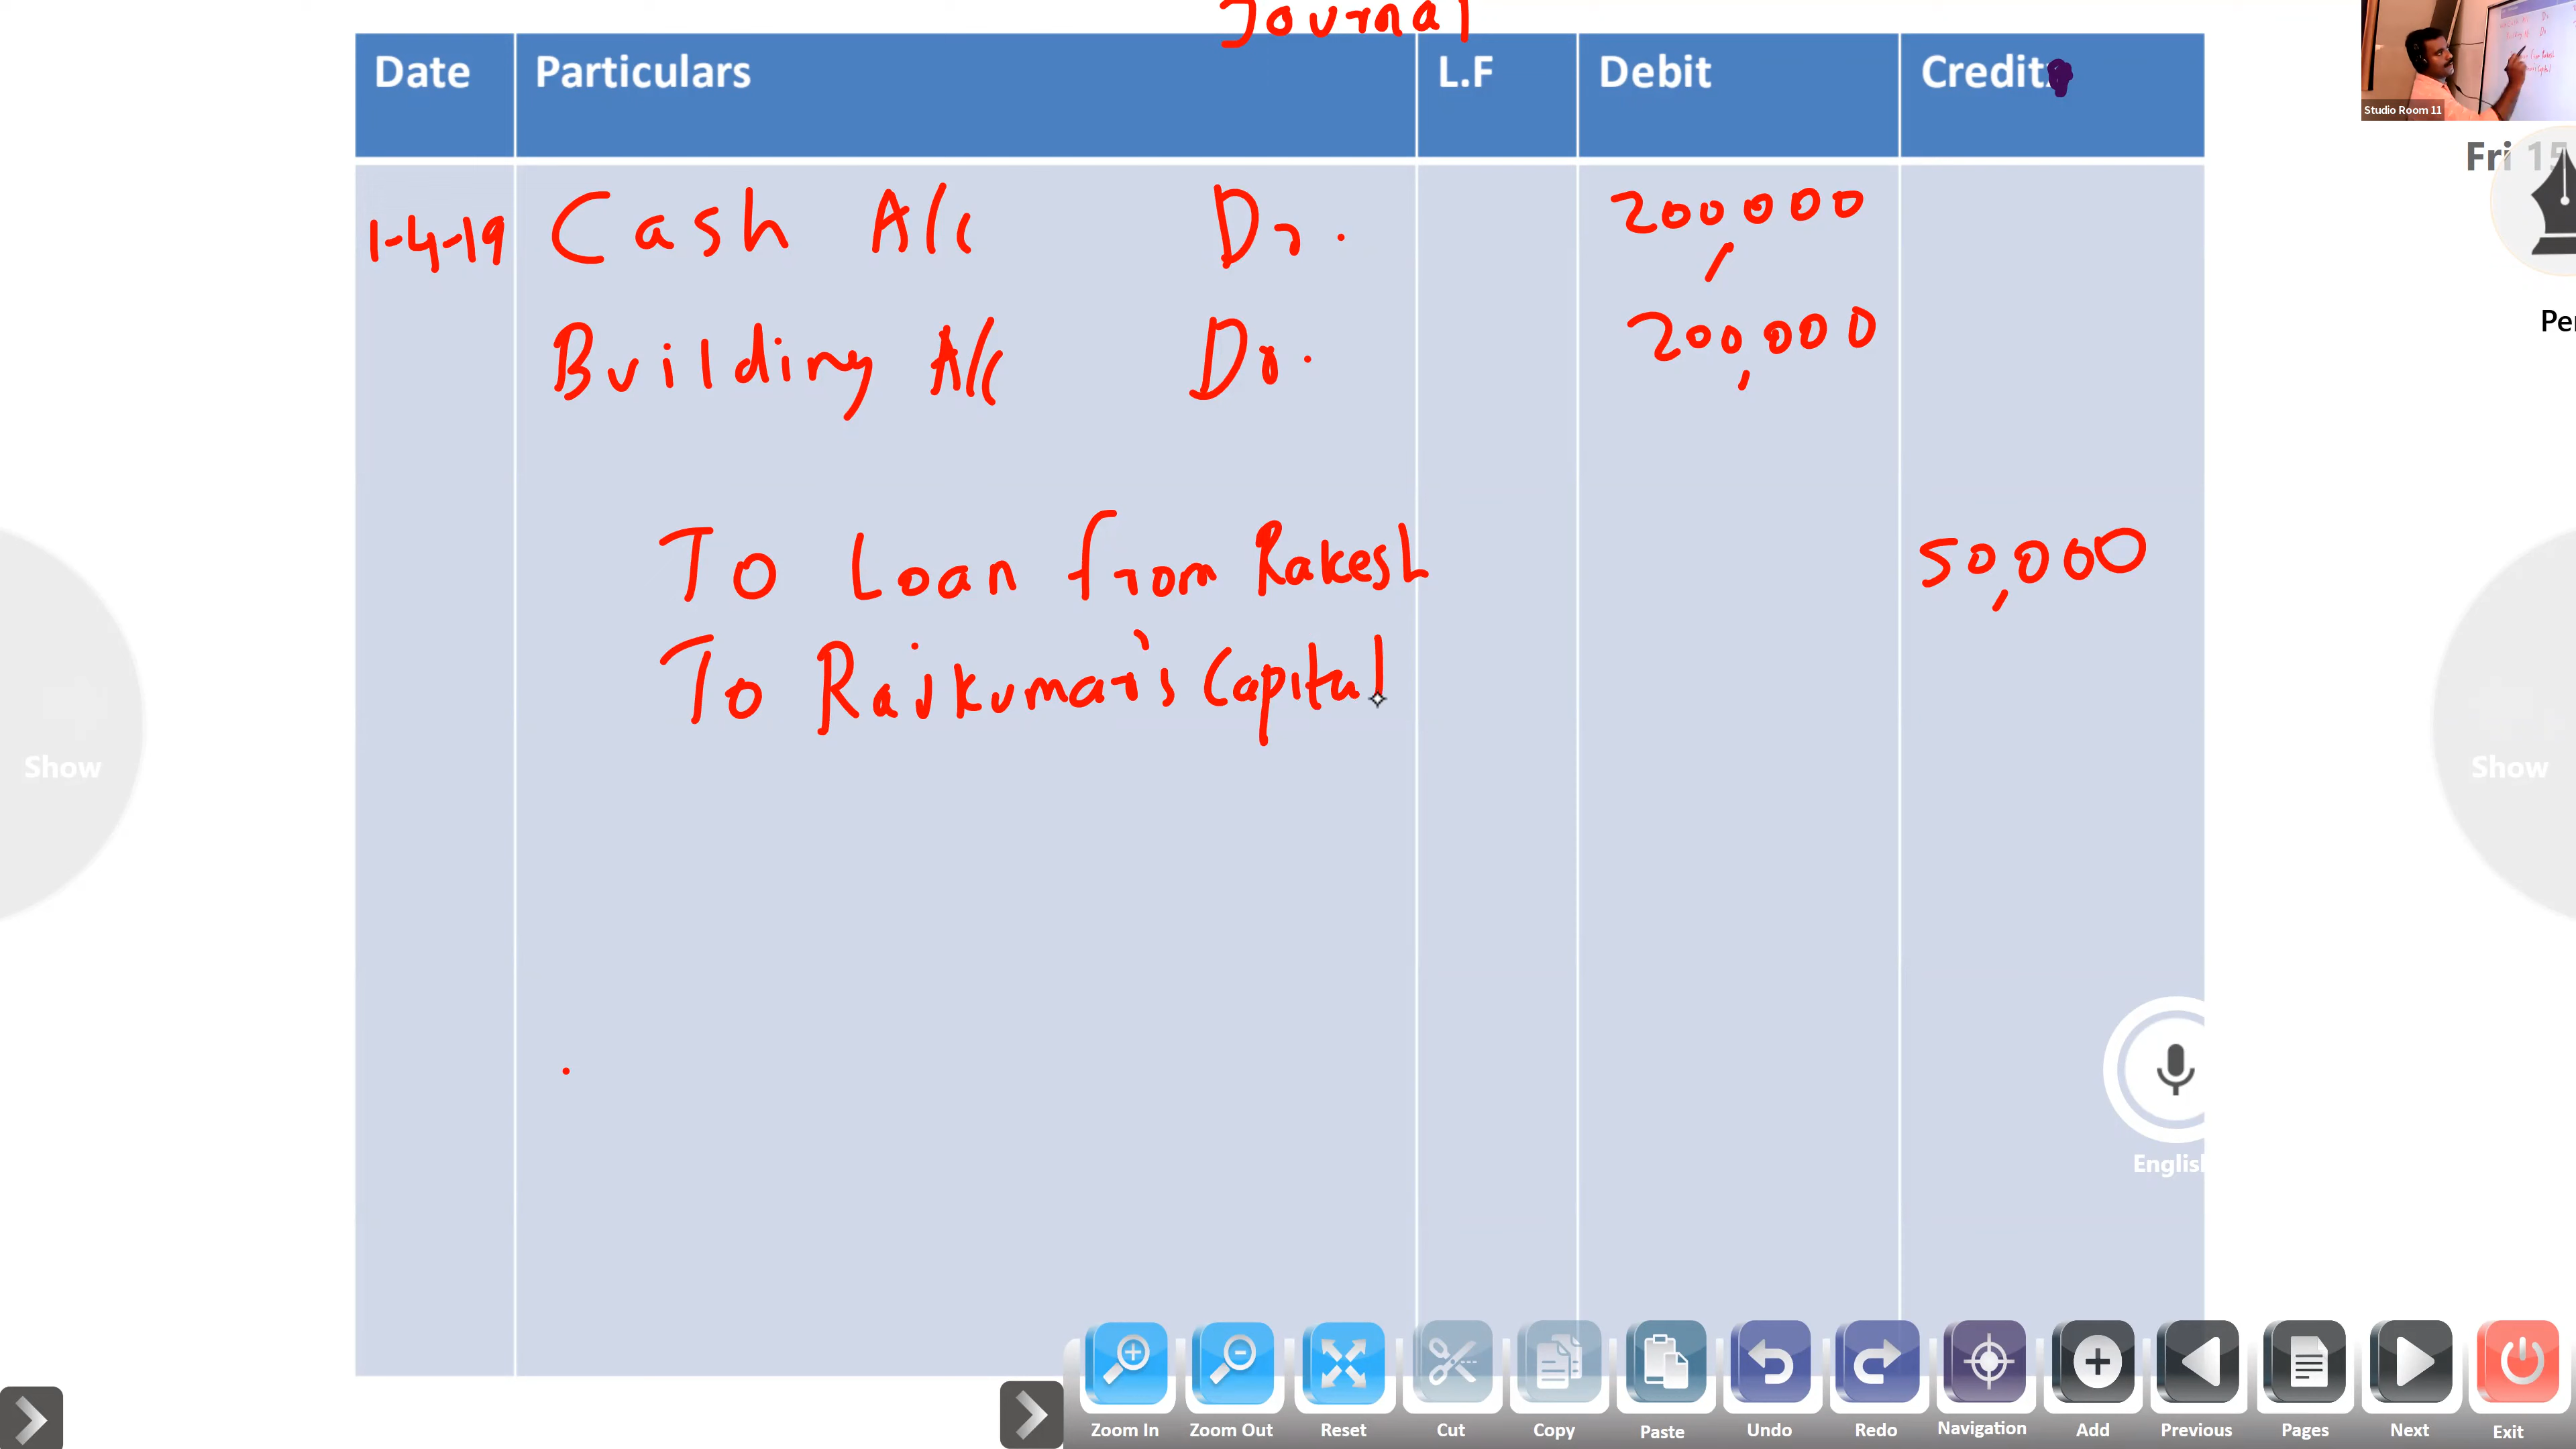 Journal
Date Particulars L.F Debit Credit
1-4-19 Cash A/c Dr. 200,000
Building A/c Dr. 200,000
To Loan from Rakesh 50,000
To Rajkumar's Capital
Studio Room 11
Fri 15
Show
Show
English
Zoom In Zoom Out Reset Cut Copy Paste Undo Redo Navigation Add Previous Pages Next Exit